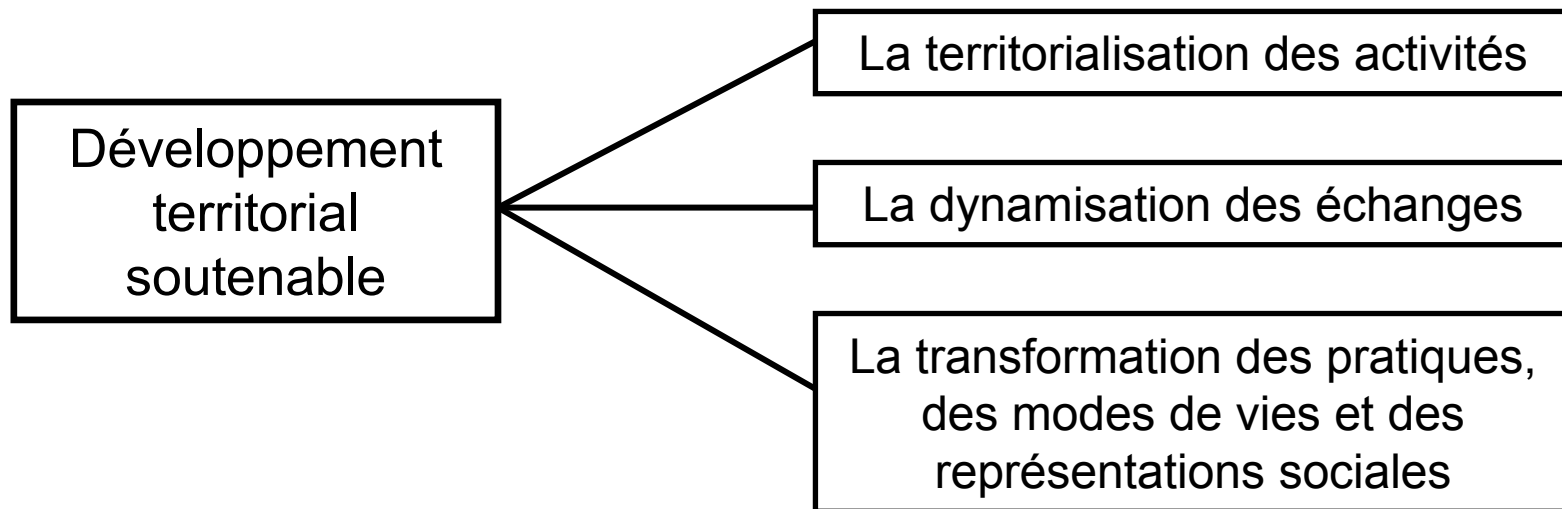 Développement
territorial
soutenable
La territorialisation des activités
La dynamisation des échanges
La transformation des pratiques,
des modes de vies et des
représentations sociales